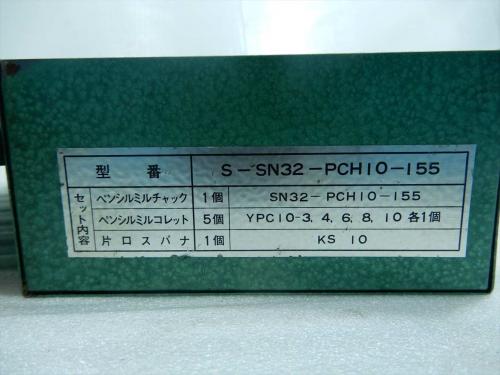 型番 S-SN32-PCH10-155
セット内容
ペンシルミルチャック 1個 SN32-PCH10-155
ペンシルミルコレット 5個 YPC10-3, 4, 6, 8, 10 各1個
片口スパナ 1個 KS 10